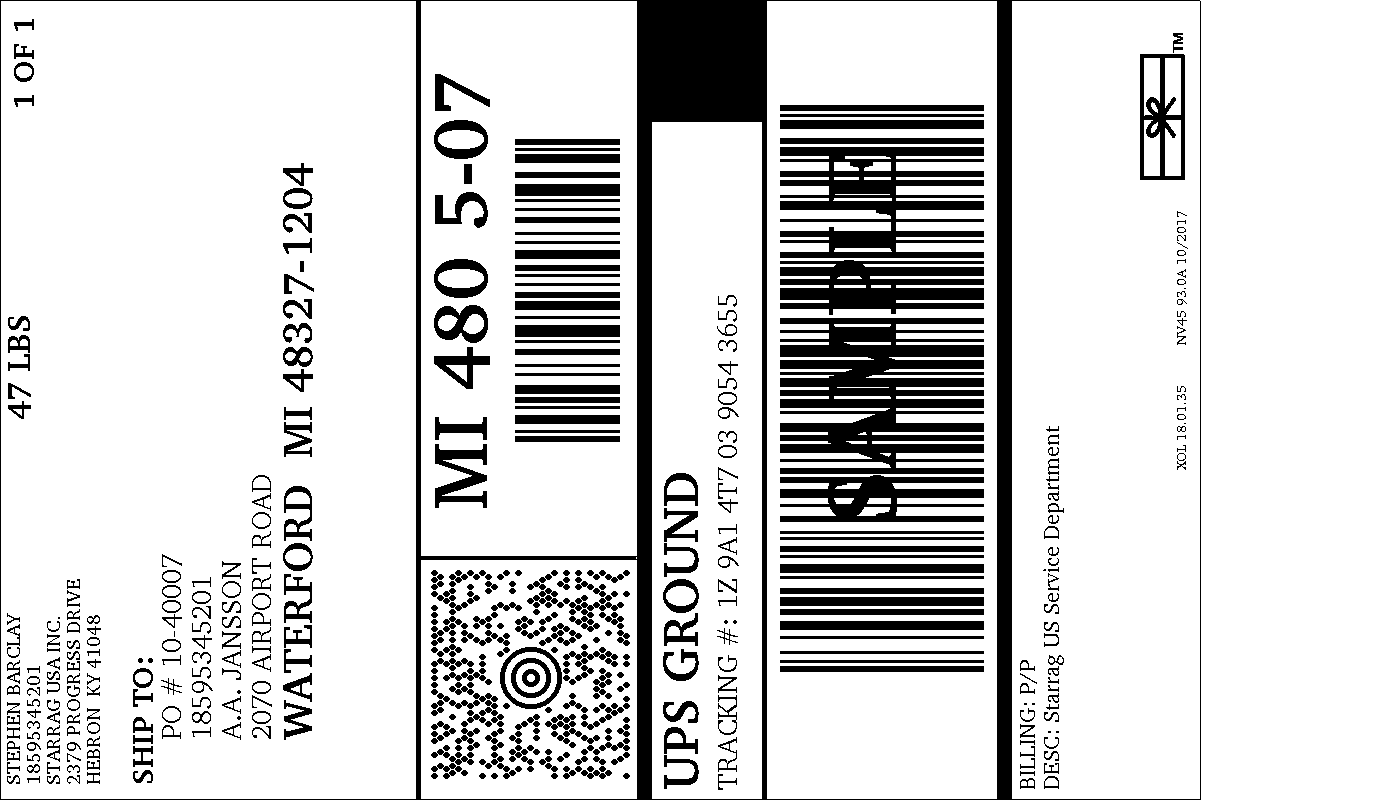 STEPHEN BARCLAY
18595345201
STARRAG USA INC.
2379 PROGRESS DRIVE
HEBRON KY 41048
47 LBS
1 OF 1
SHIP TO:
PO # 10-40007
18595345201
A.A. JANSSON
2070 AIRPORT ROAD
WATERFORD MI 48327-1204
MI 480 5-07
UPS GROUND
TRACKING #: 1Z 9A1 4T7 03 9054 3655
SAMPLE
BILLING: P/P
DESC: Starrag US Service Department
XOL 18.01.35 NV45 93.0A 10/2017
TM